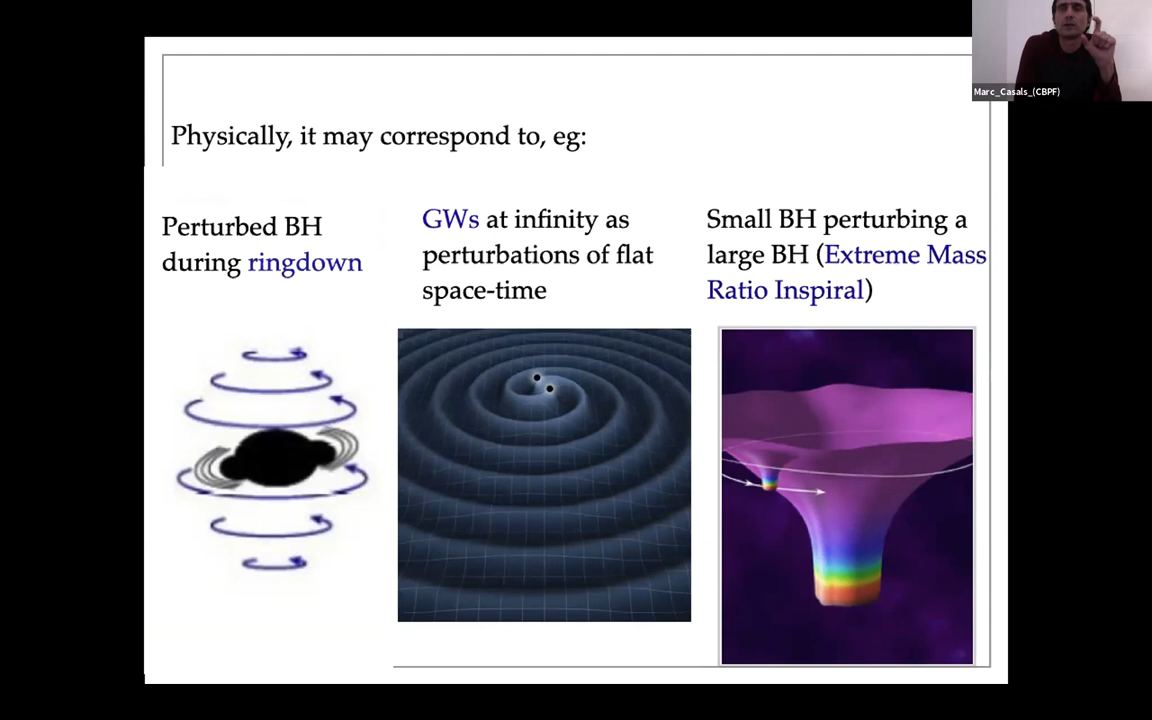 Marc_Casals_(CBPF)
Physically, it may correspond to, eg:
Perturbed BH
during ringdown
GWs at infinity as
perturbations of flat
space-time
Small BH perturbing a
large BH (Extreme Mass
Ratio Inspiral)